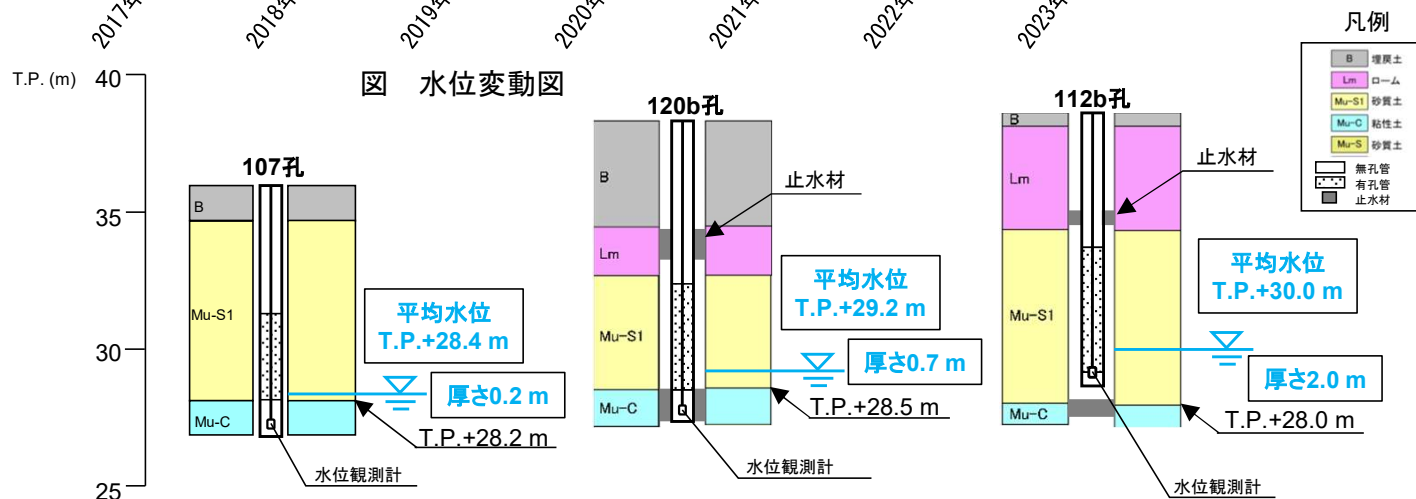 2017年
2018年
2019年
2020年
2021年
2022年
2023年
凡例
B 埋戻土
Lm ローム
Mu-S1 砂質土
Mu-C 粘性土
Mu-S 砂質土
無孔管
有孔管
止水材
T.P. (m)
40
35
30
25
図 水位変動図
107孔
B
Mu-S1
Mu-C
平均水位
T.P.+28.4 m
厚さ0.2 m
T.P.+28.2 m
水位観測計
120b孔
B
Lm
Mu-S1
Mu-C
止水材
平均水位
T.P.+29.2 m
厚さ0.7 m
T.P.+28.5 m
水位観測計
112b孔
B
Lm
Mu-S1
Mu-C
止水材
平均水位
T.P.+30.0 m
厚さ2.0 m
T.P.+28.0 m
水位観測計